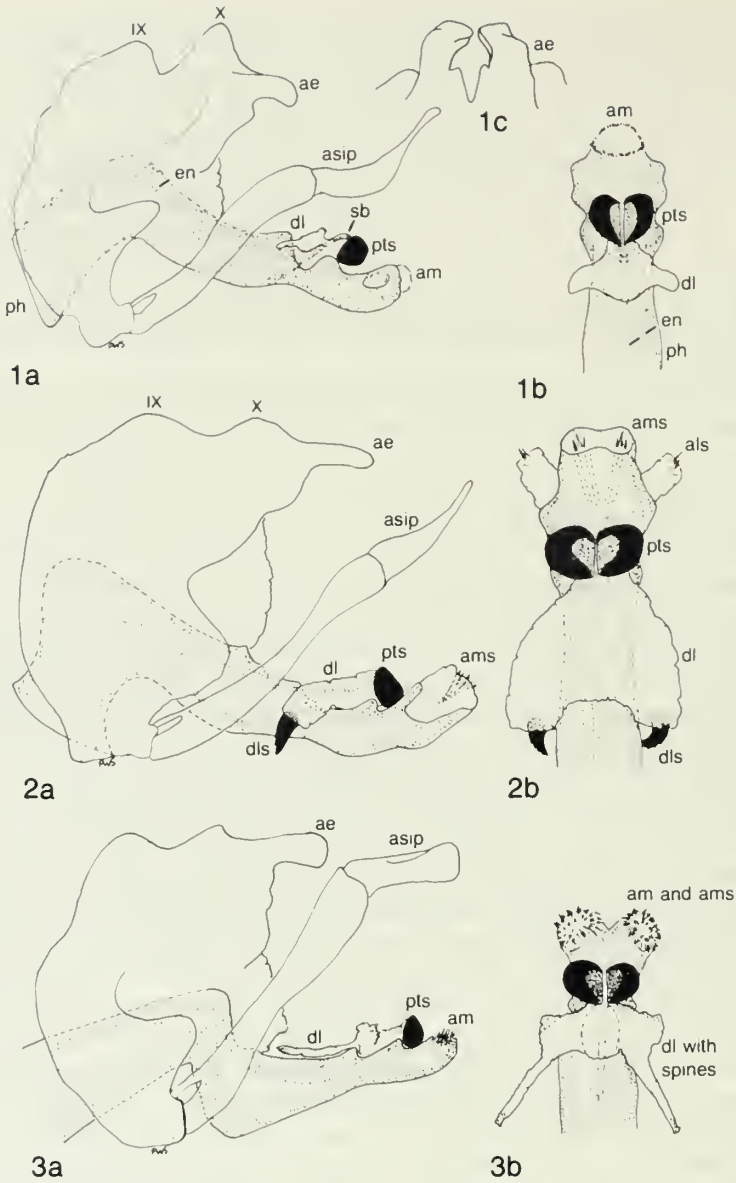 IX
X
ae
asip
en
dl
sb
pts
am
ph
1a
ae
1c
am
pts
dl
en
ph
1b
IX
X
ae
asip
dl
pts
ams
dls
2a
ams
als
pts
dl
dls
2b
ae
asip
pts
am
dl
3a
am and ams
dl with
spines
3b